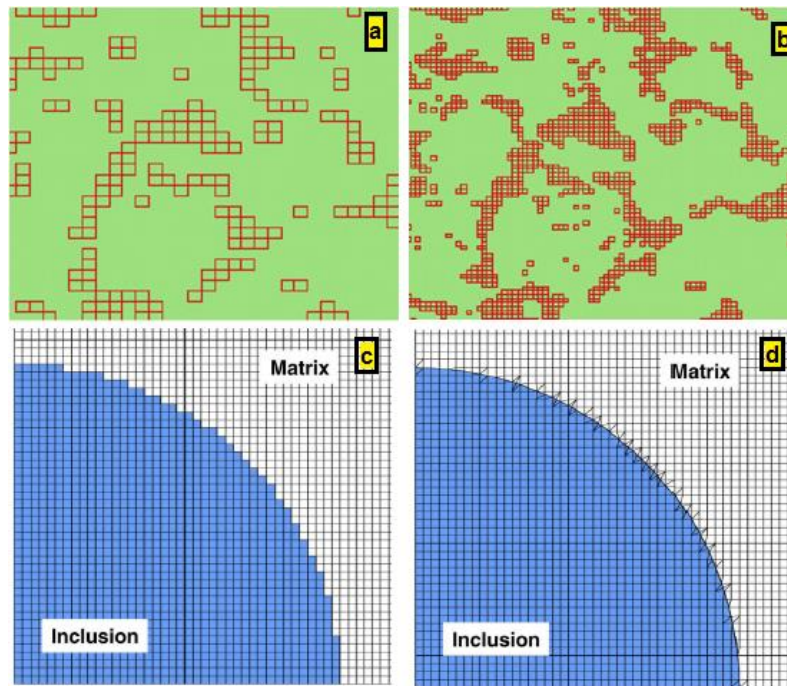 a
b
c
Matrix
Inclusion
d
Matrix
Inclusion